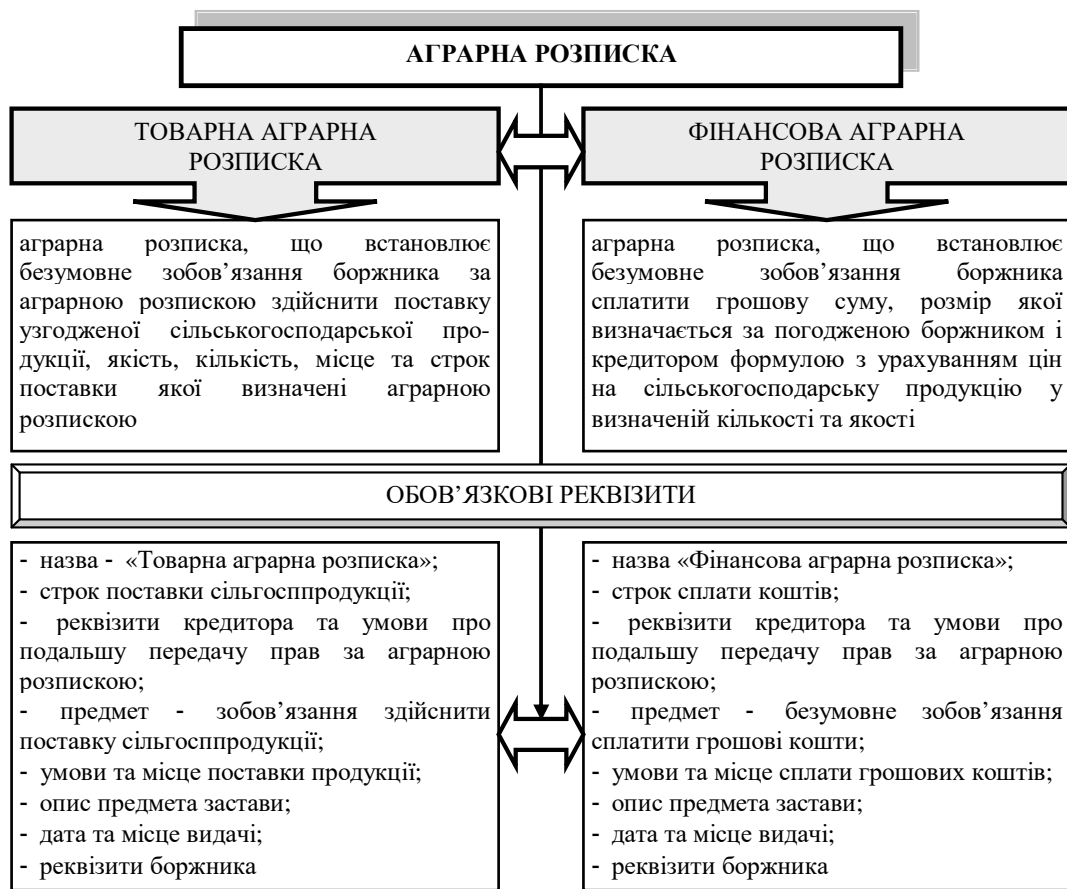 АГРАРНА РОЗПИСКА
ТОВАРНА АГРАРНА
РОЗПИСКА
ФІНАНСОВА АГРАРНА
РОЗПИСКА
аграрна розписка, що встановлює
безумовне зобов’язання боржника за
аграрною розпискою здійснити поставку
узгодженої сільськогосподарської про-
дукції, якість, кількість, місце та строк
поставки якої визначені аграрною
розпискою
аграрна розписка, що встановлює
безумовне зобов’язання боржника
сплатити грошову суму, розмір якої
визначається за погодженою боржником і
кредитором формулою з урахуванням цін
на сільськогосподарську продукцію у
визначеній кількості та якості
ОБОВ’ЯЗКОВІ РЕКВІЗИТИ
- назва - «Товарна аграрна розписка»;
- строк поставки сільгосппродукції;
- реквізити кредитора та умови про
подальшу передачу прав за аграрною
розпискою;
- предмет - зобов’язання здійснити
поставку сільгосппродукції;
- умови та місце поставки продукції;
- опис предмета застави;
- дата та місце видачі;
- реквізити боржника
- назва «Фінансова аграрна розписка»;
- строк сплати коштів;
- реквізити кредитора та умови про
подальшу передачу прав за аграрною
розпискою;
- предмет - безумовне зобов’язання
сплатити грошові кошти;
- умови та місце сплати грошових коштів;
- опис предмета застави;
- дата та місце видачі;
- реквізити боржника